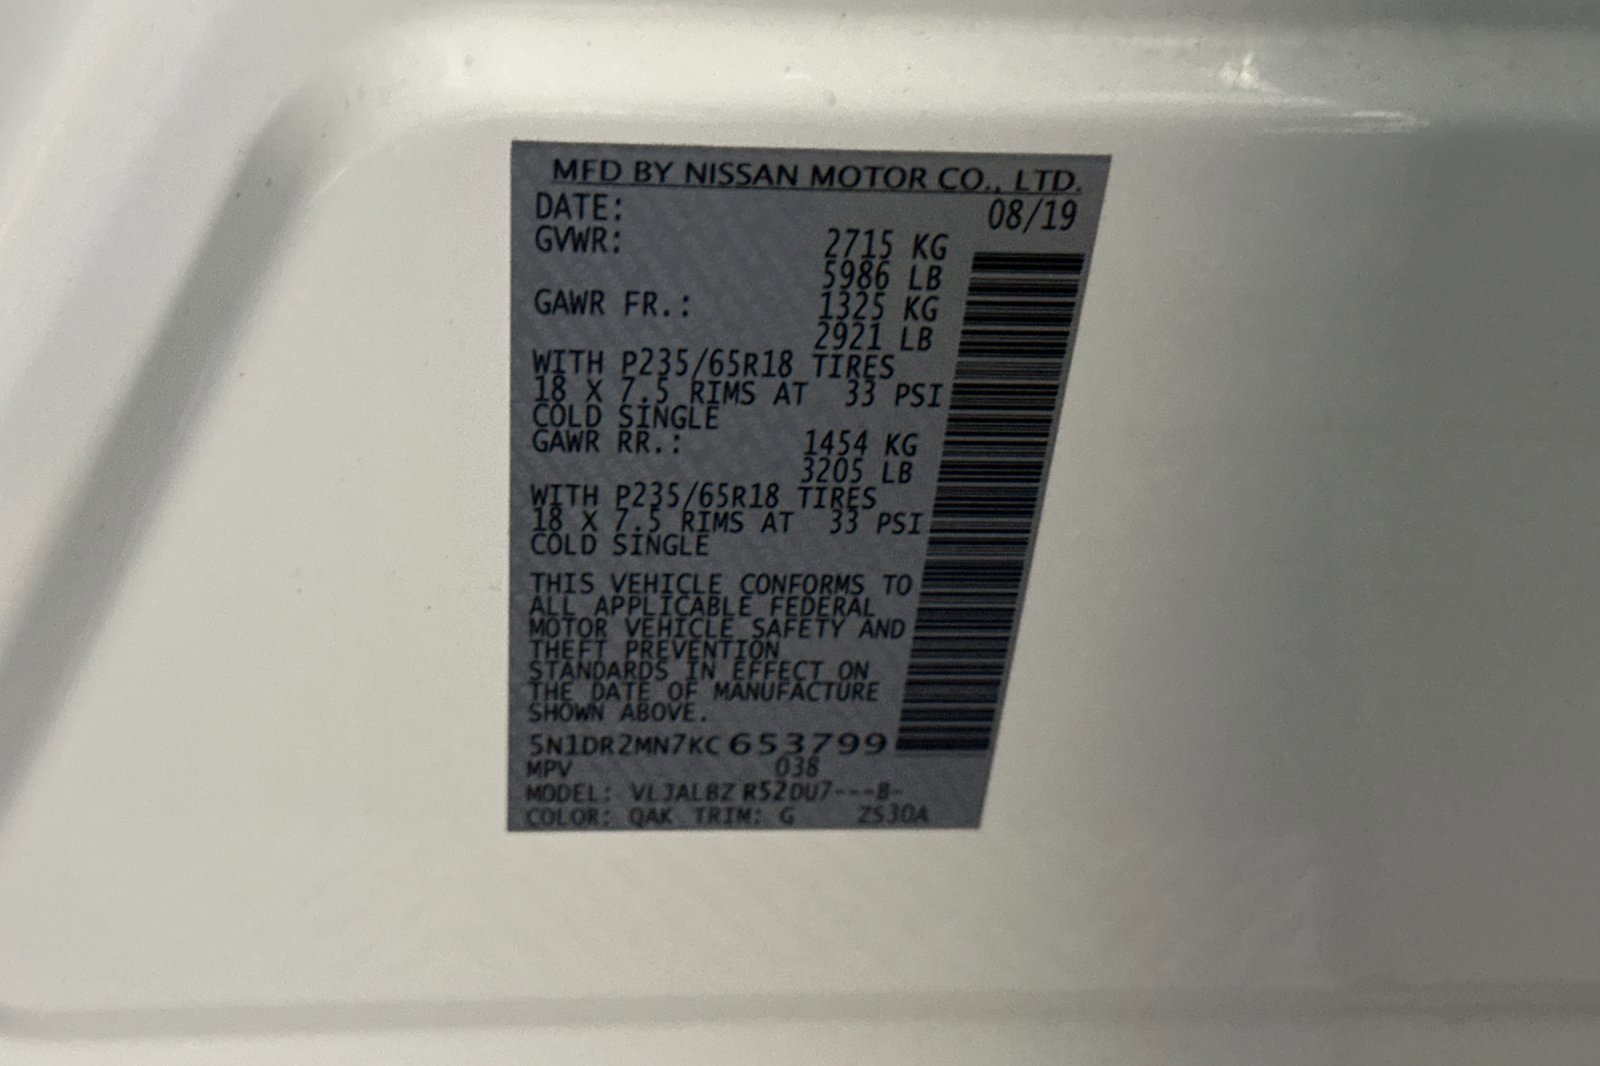 MFD BY NISSAN MOTOR CO., LTD.
DATE: 08/19
GVWR: 2715 KG
5986 LB
GAWR FR.: 1325 KG
2921 LB
WITH P235/65R18 TIRES
18 X 7.5 RIMS AT 33 PSI
COLD SINGLE
GAWR RR.: 1454 KG
3205 LB
WITH P235/65R18 TIRES
18 X 7.5 RIMS AT 33 PSI
COLD SINGLE
THIS VEHICLE CONFORMS TO
ALL APPLICABLE FEDERAL
MOTOR VEHICLE SAFETY AND
THEFT PREVENTION
STANDARDS IN EFFECT ON
THE DATE OF MANUFACTURE
SHOWN ABOVE.
5N1DR2MN7KC653799
MPV 038
MODEL: VLJALBZ R52DU7---B-
COLOR: QAK TRIM: G ZS30A